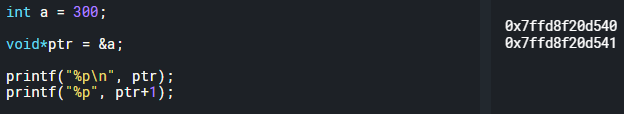 int a = 300;
void*ptr = &a;
printf("%p\n", ptr);
printf("%p", ptr+1);
0x7ffd8f20d540
0x7ffd8f20d541